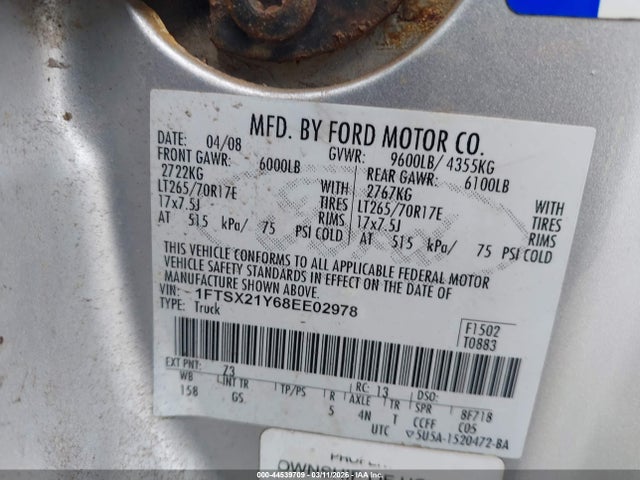 MFD. BY FORD MOTOR CO.
DATE: 04/08 GVWR: 9600LB/ 4355KG
FRONT GAWR: 6000LB REAR GAWR: 6100LB
2722KG WITH 2767KG WITH
LT265/70R17E TIRES LT265/70R17E TIRES
17x7.5J RIMS 17x7.5J RIMS
AT 515 kPa/ 75 PSI COLD AT 515 kPa/ 75 PSI COLD
THIS VEHICLE CONFORMS TO ALL APPLICABLE FEDERAL MOTOR
VEHICLE SAFETY STANDARDS IN EFFECT ON THE DATE OF
MANUFACTURE SHOWN ABOVE.
VIN: 1FTSX21Y68EE02978
TYPE: Truck
F1502
T0883
EXT PNT: Z3 RC: 13 DSO:
WB INT TR TP/PS R AXLE TR SPR 8F718
158 GS 5 4N T CCFF C05
UTC 5U5A-1520472-BA
Ford
IAA -- 44539709 | 03/11/2026 -- © IAA Inc.